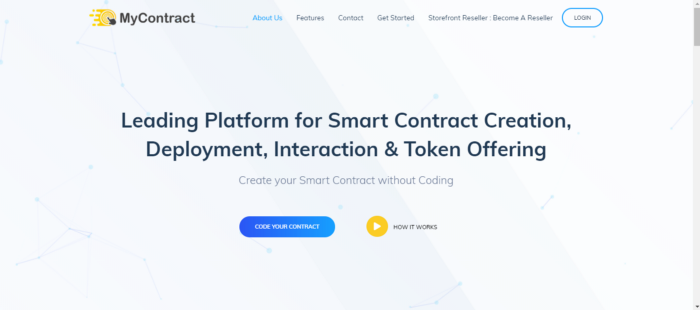 MyContract
About Us Features Contact Get Started Storefront Reseller : Become A Reseller LOGIN
Leading Platform for Smart Contract Creation,
Deployment, Interaction & Token Offering
Create your Smart Contract without Coding
CODE YOUR CONTRACT HOW IT WORKS